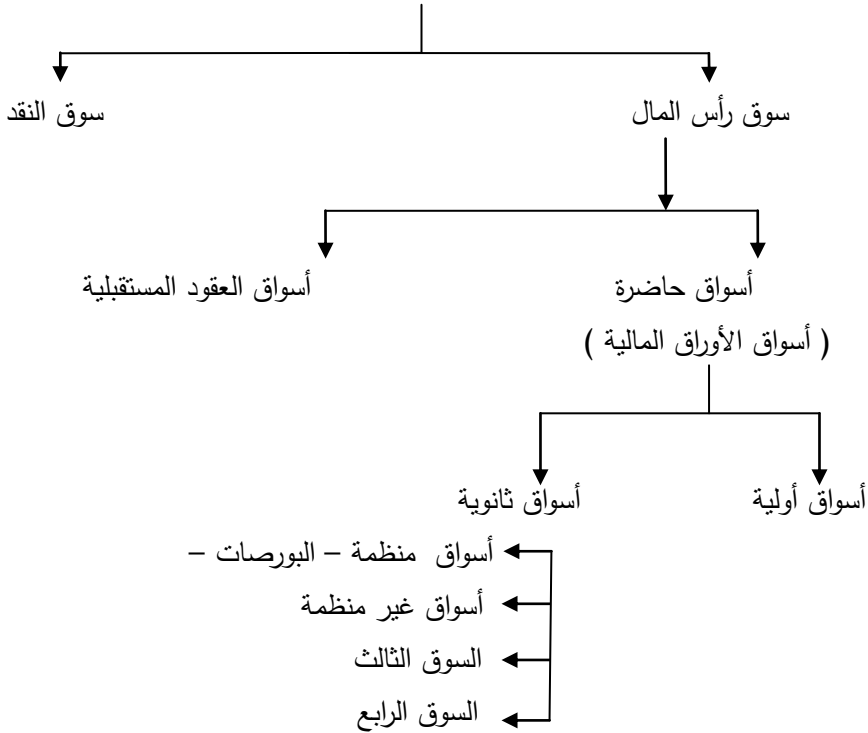 سوق رأس المال
سوق النقد
أسواق حاضرة
( أسواق الأوراق المالية )
أسواق العقود المستقبلية
أسواق أولية
أسواق ثانوية
أسواق منظمة – البورصات –
أسواق غير منظمة
السوق الثالث
السوق الرابع